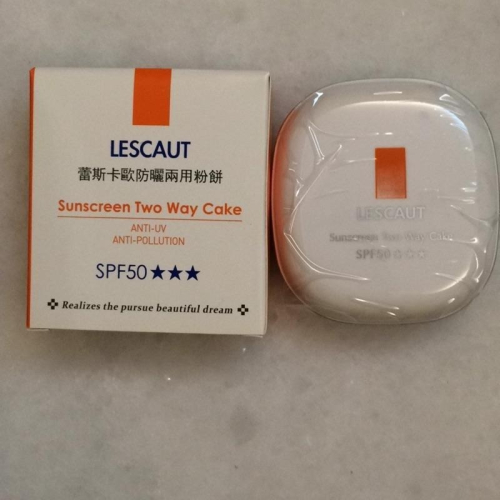 LESCAUT
蕾斯卡歐防曬兩用粉餅
Sunscreen Two Way Cake
ANTI-UV
ANTI-POLLUTION
SPF50★★★
Realizes the pursue beautiful dream
LESCAUT
Sunscreen Two Way Cake
SPF50☆☆☆